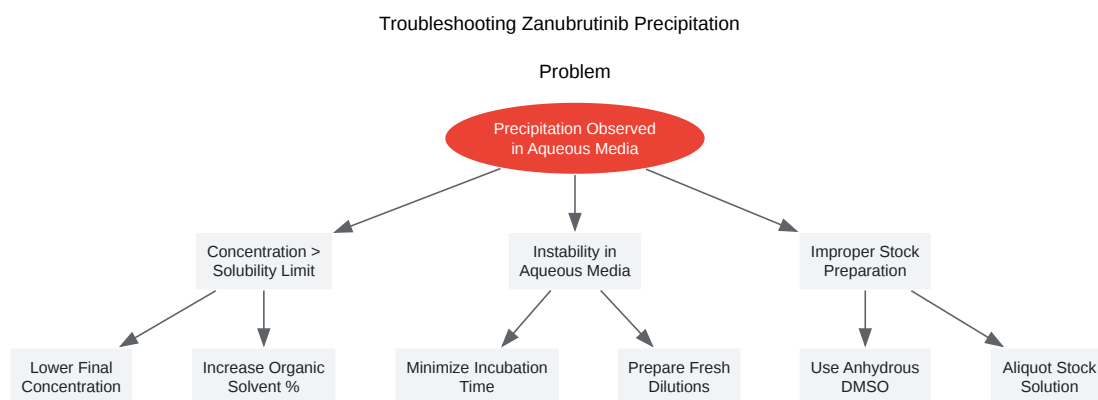 Troubleshooting Zanubrutinib Precipitation
Problem
Precipitation Observed
in Aqueous Media
Concentration >
Solubility Limit
Instability in
Aqueous Media
Improper Stock
Preparation
Lower Final
Concentration
Increase Organic
Solvent %
Minimize Incubation
Time
Prepare Fresh
Dilutions
Use Anhydrous
DMSO
Aliquot Stock
Solution